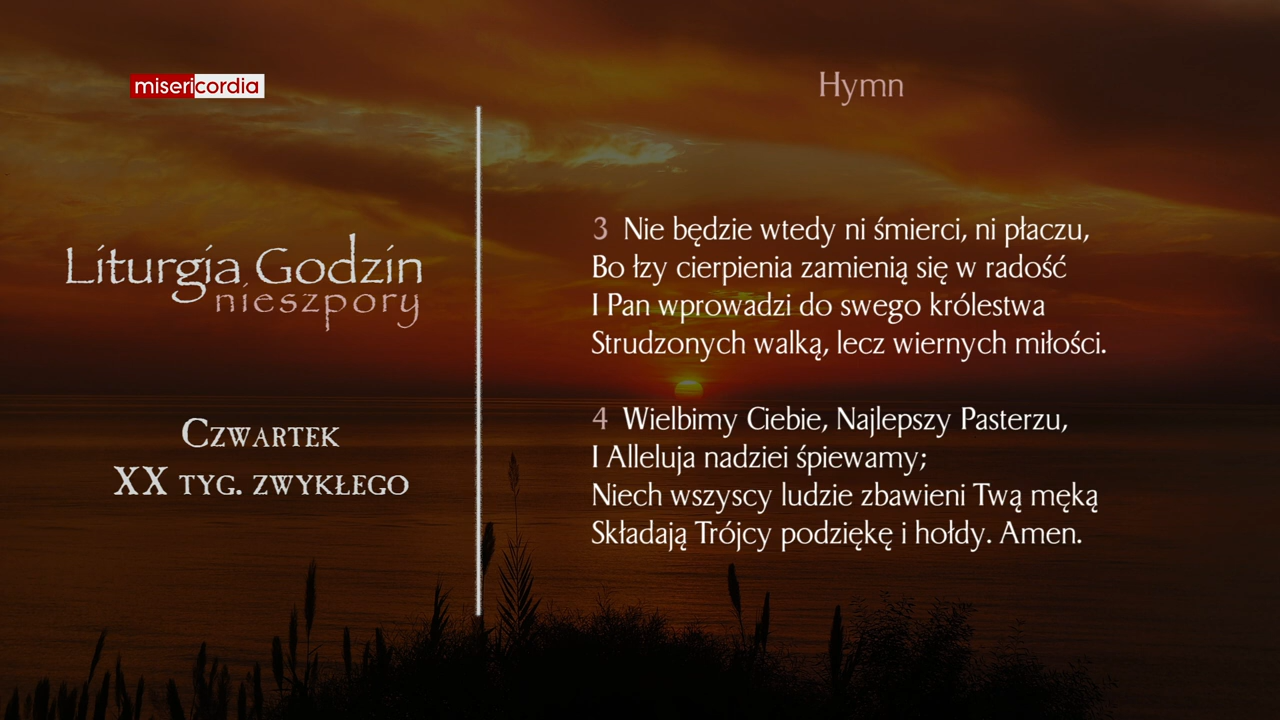 misericordia
Hymn
Liturgia Godzin
nieszpory
Czwartek
XX tyg. zwykłego
3 Nie będzie wtedy ni śmierci, ni płaczu,
Bo łzy cierpienia zamienią się w radość
I Pan wprowadzi do swego królestwa
Strudzonych walką, lecz wiernych miłości.
4 Wielbimy Ciebie, Najlepszy Pasterzu,
I Alleluja nadziei śpiewamy;
Niech wszyscy ludzie zbawieni Twą męką
Składają Trójcy podziękę i hołdy. Amen.